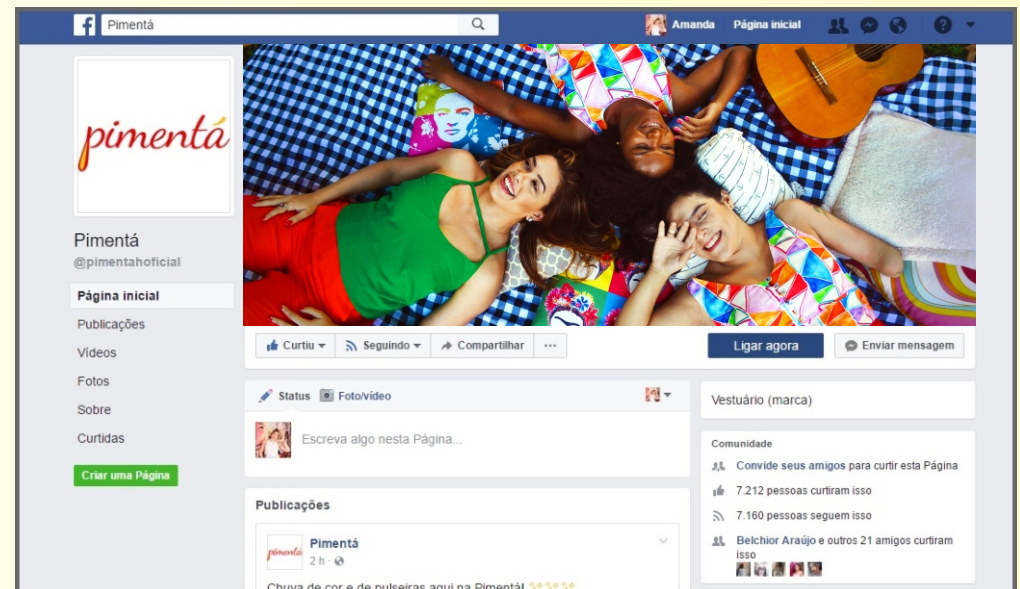 Pimentá
Amanda
Página inicial
pimentá
Pimentá
@pimentahoficial
Página inicial
Publicações
Vídeos
Fotos
Sobre
Curtidas
Criar uma Página
Curtiu
Seguindo
Compartilhar
Ligar agora
Enviar mensagem
Status
Foto/vídeo
Escreva algo nesta Página...
Publicações
pimentá
Pimentá
2 h ·
Chuva de cor e de pulseiras aqui na Pimentá!
Vestuário (marca)
Comunidade
Convide seus amigos para curtir esta Página
7.212 pessoas curtiram isso
7.160 pessoas seguem isso
Belchior Araújo e outros 21 amigos curtiram
isso